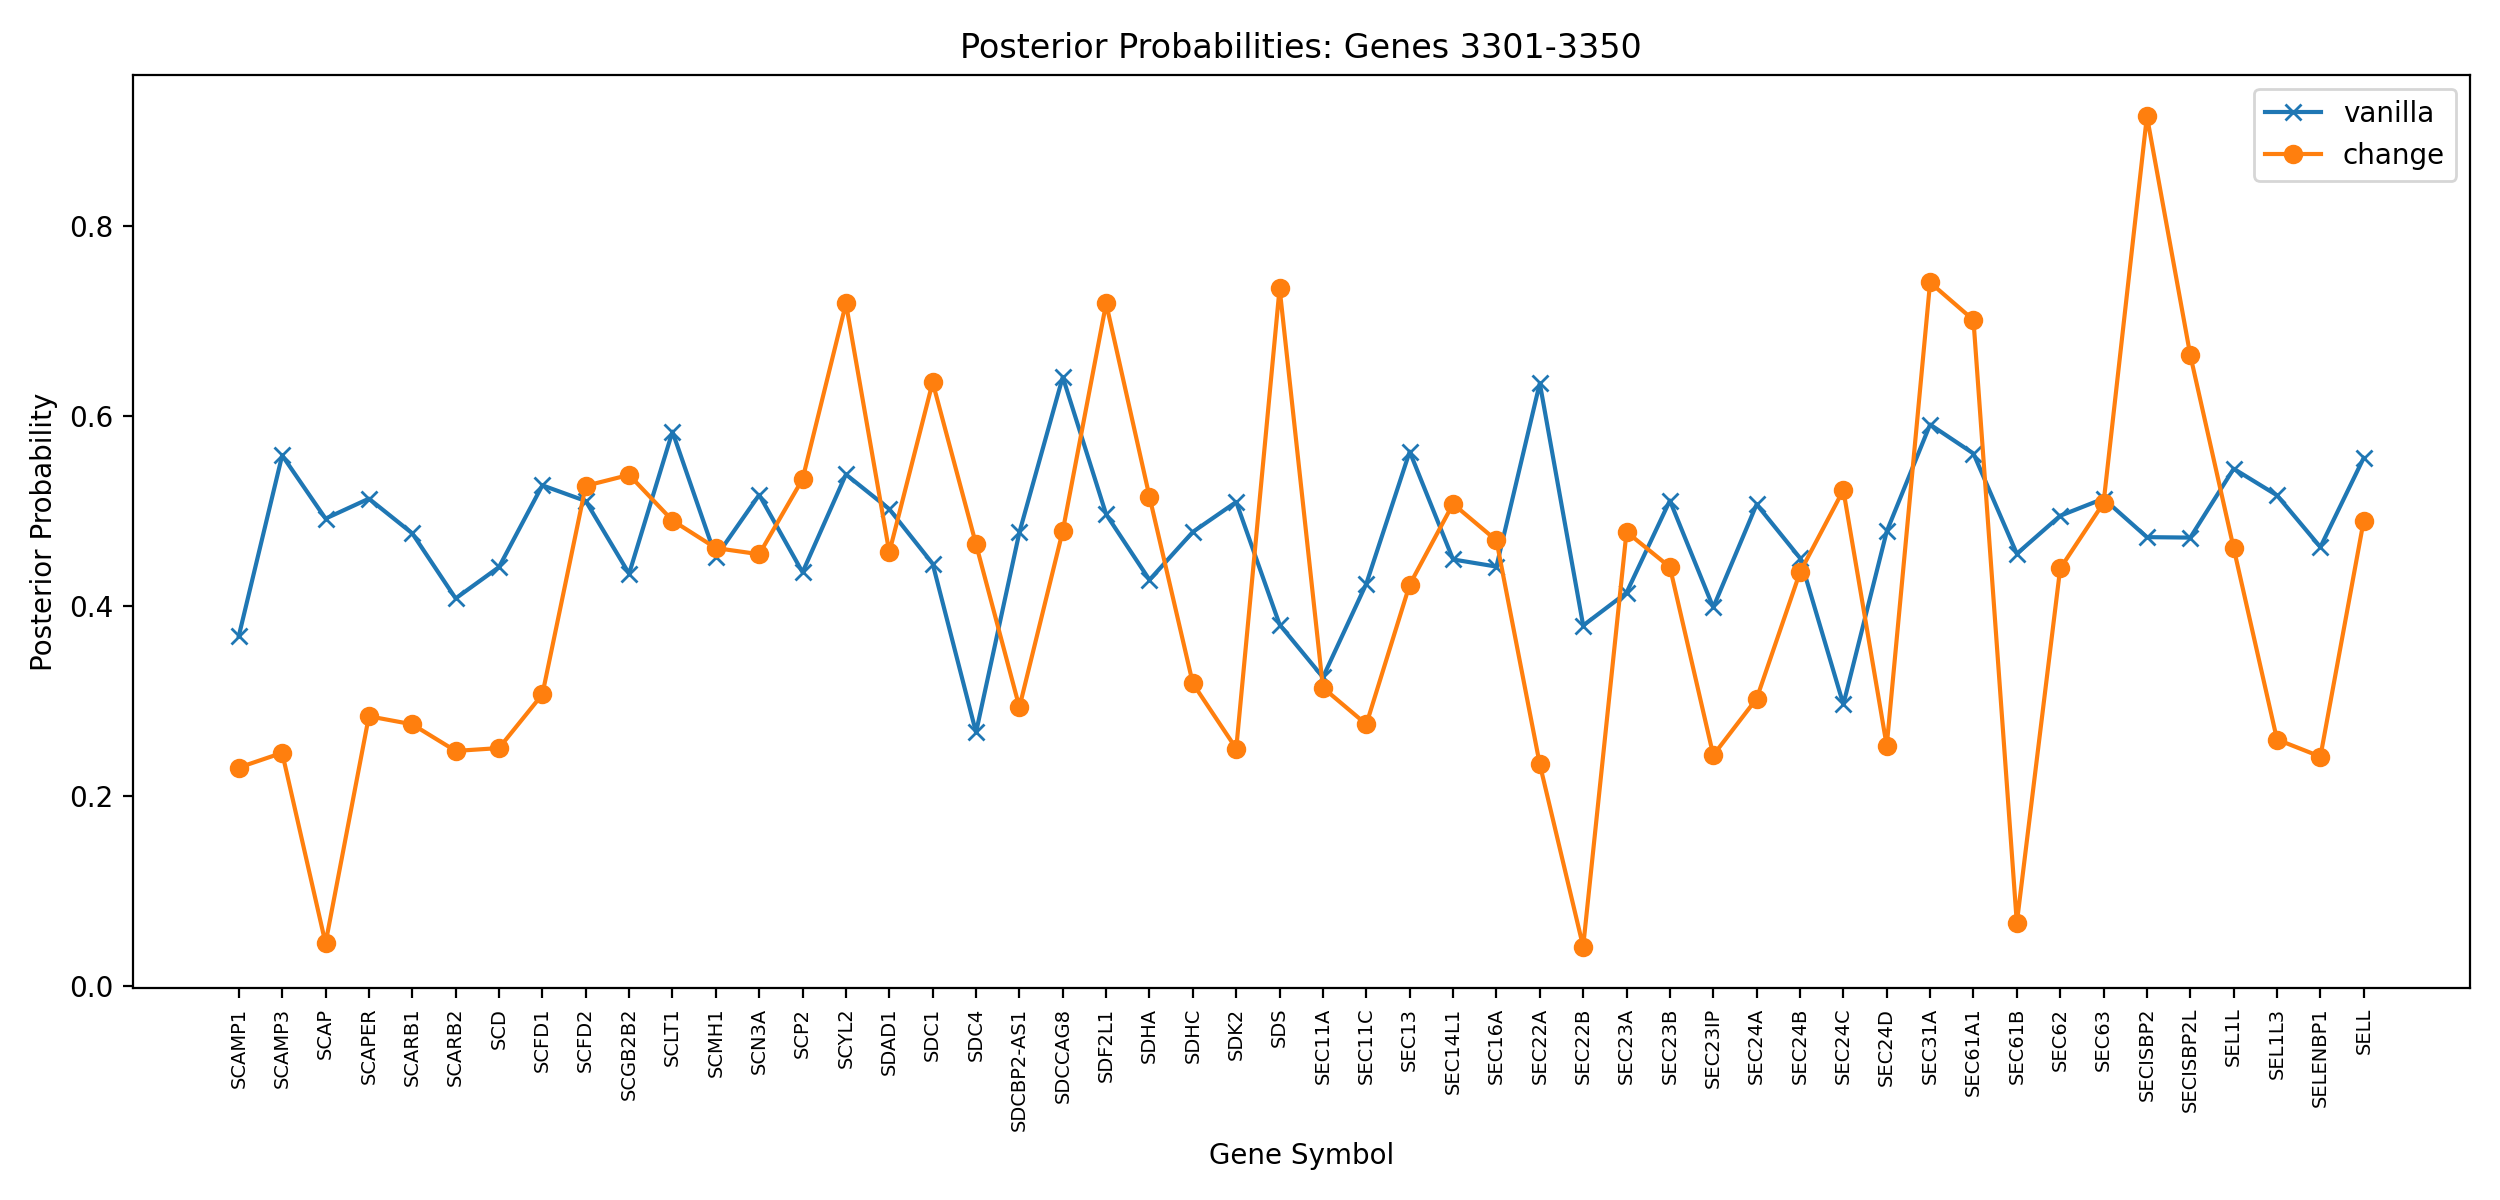 Posterior Probabilities: Genes 3301-3350
vanilla
change
Posterior Probability
0.8
0.6
0.4
0.2
0.0
SCAMP1
SCAMP3
SCAP
SCAPER
SCARB1
SCARB2
SCD
SCFD1
SCFD2
SCGB2B2
SCLT1
SCMH1
SCN3A
SCP2
SCYL2
SDAD1
SDC1
SDC4
SDCBP2-AS1
SDCCAG8
SDF2L1
SDHA
SDHC
SDK2
SDS
SEC11A
SEC11C
SEC13
SEC14L1
SEC16A
SEC22A
SEC22B
SEC23A
SEC23B
SEC23IP
SEC24A
SEC24B
SEC24C
SEC24D
SEC31A
SEC61A1
SEC61B
SEC62
SEC63
SECISBP2
SECISBP2L
SEL1L
SEL1L3
SELENBP1
SELL
Gene Symbol